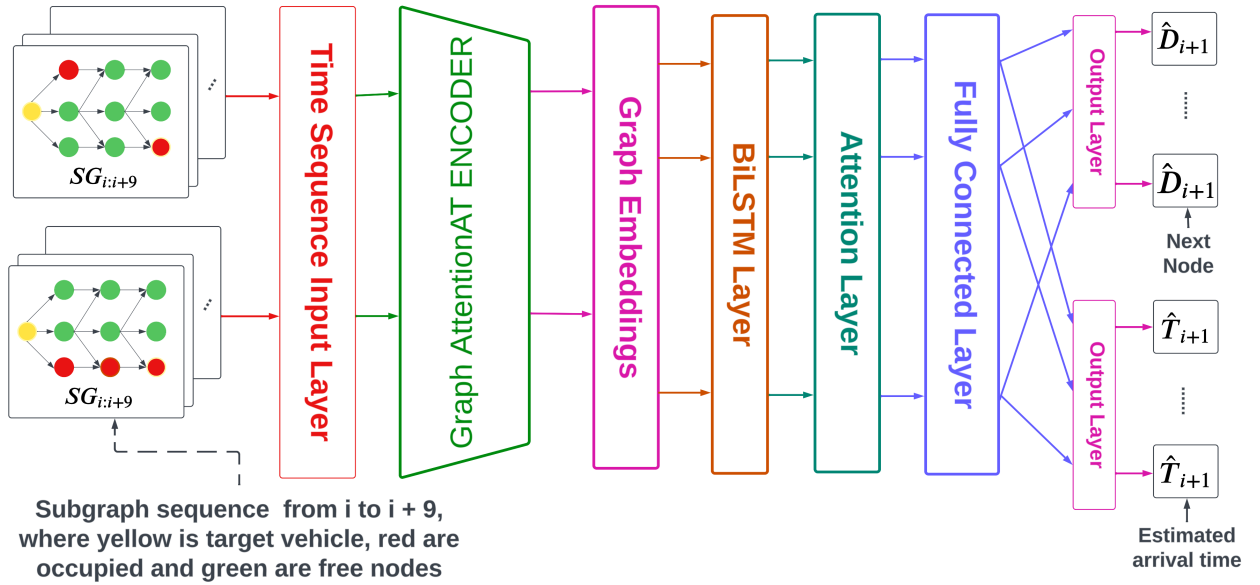 SG_{i:i+9}
...
SG_{i:i+9}
...
Subgraph sequence from i to i + 9,
where yellow is target vehicle, red are
occupied and green are free nodes
Time Sequence Input Layer
Graph AttentionAT ENCODER
Graph Embeddings
BiLSTM Layer
Attention Layer
Fully Connected Layer
Output Layer
D̂_{i+1}
......
D̂_{i+1}
Next
Node
Output Layer
T̂_{i+1}
......
T̂_{i+1}
Estimated
arrival time